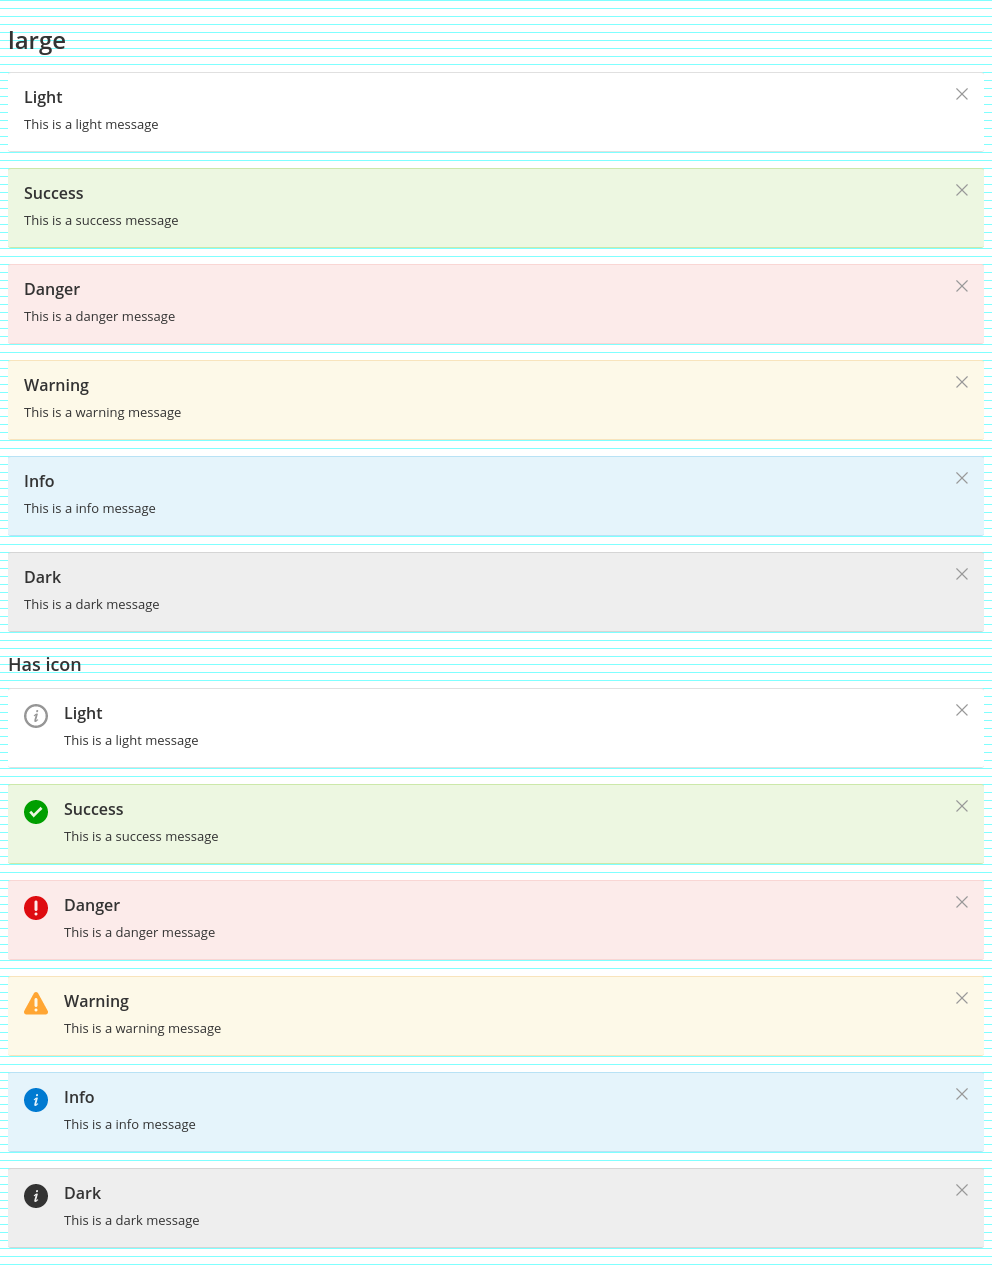 large
Light
This is a light message
Success
This is a success message
Danger
This is a danger message
Warning
This is a warning message
Info
This is a info message
Dark
This is a dark message
Has icon
Light
This is a light message
Success
This is a success message
Danger
This is a danger message
Warning
This is a warning message
Info
This is a info message
Dark
This is a dark message